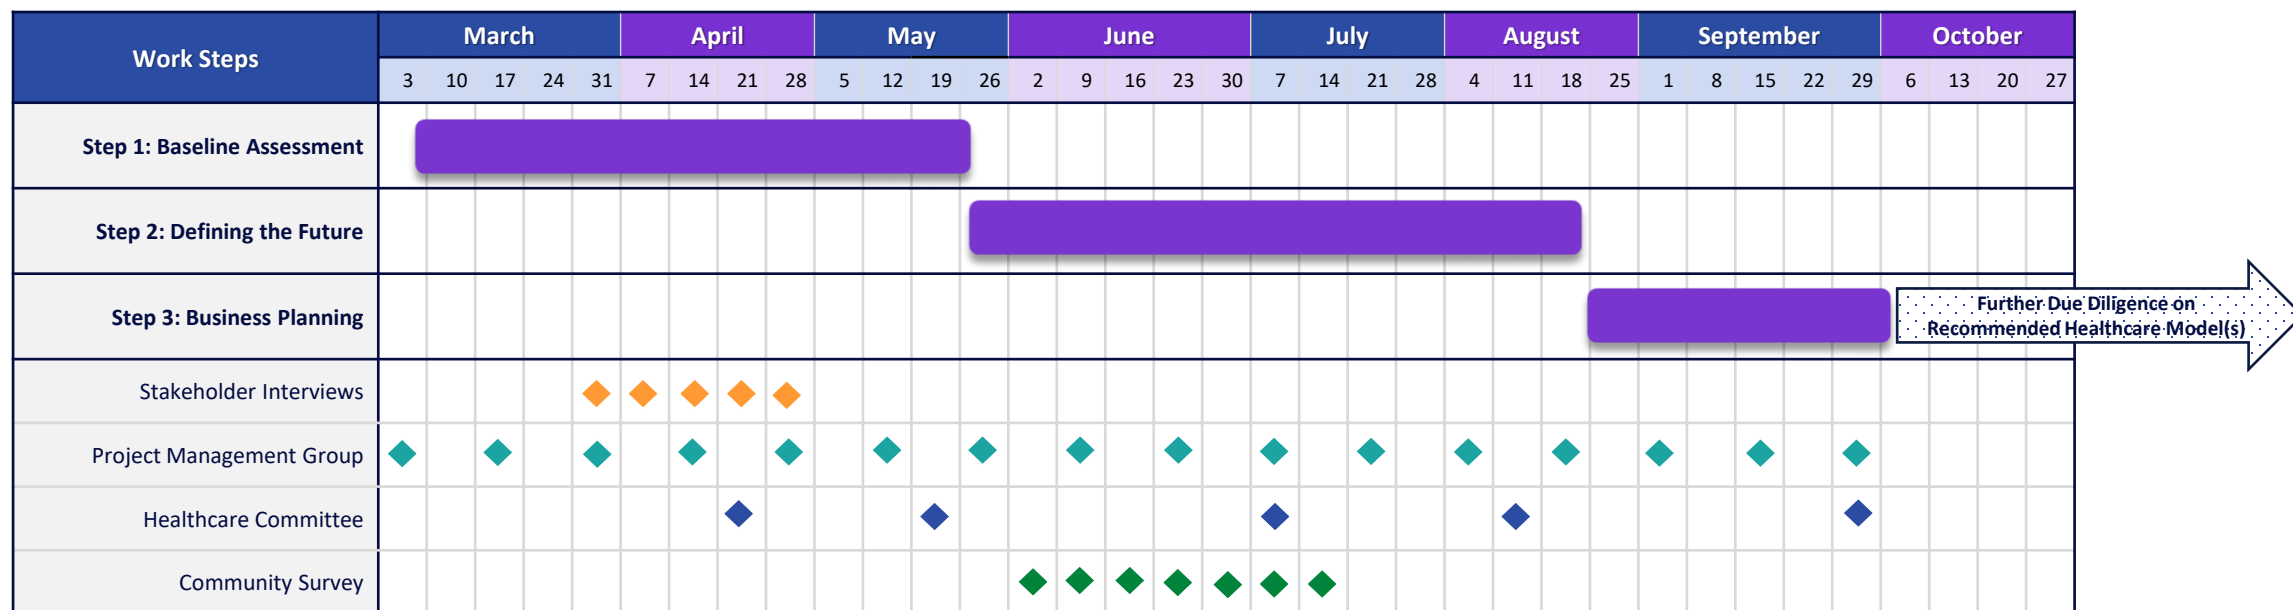 Work Steps
March April May June July August September October
3 10 17 24 31 7 14 21 28 5 12 19 26 2 9 16 23 30 7 14 21 28 4 11 18 25 1 8 15 22 29 6 13 20 27
Step 1: Baseline Assessment
Step 2: Defining the Future
Step 3: Business Planning
Further Due Diligence on
Recommended Healthcare Model(s)
Stakeholder Interviews
Project Management Group
Healthcare Committee
Community Survey